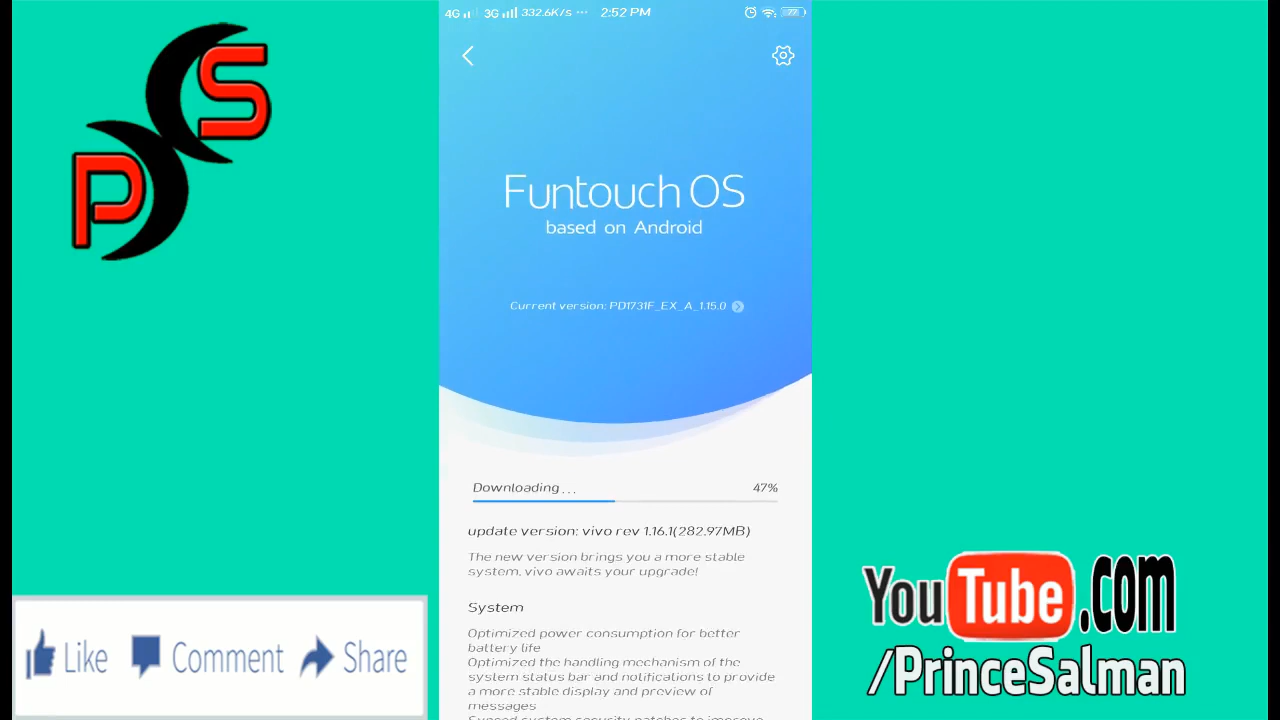 4G 3G 332.6K/s ··· 2:52 PM 77
PS
Funtouch OS
based on Android
Current version: PD1731F_EX_A_1.15.0
Downloading... 47%
update version: vivo rev 1.16.1(282.97MB)
The new version brings you a more stable
system, vivo awaits your upgrade!
System
Optimized power consumption for better
battery life
Optimized the handling mechanism of the
system status bar and notifications to provide
a more stable display and preview of
messages
Like Comment Share
YouTube.com
/PrinceSalman